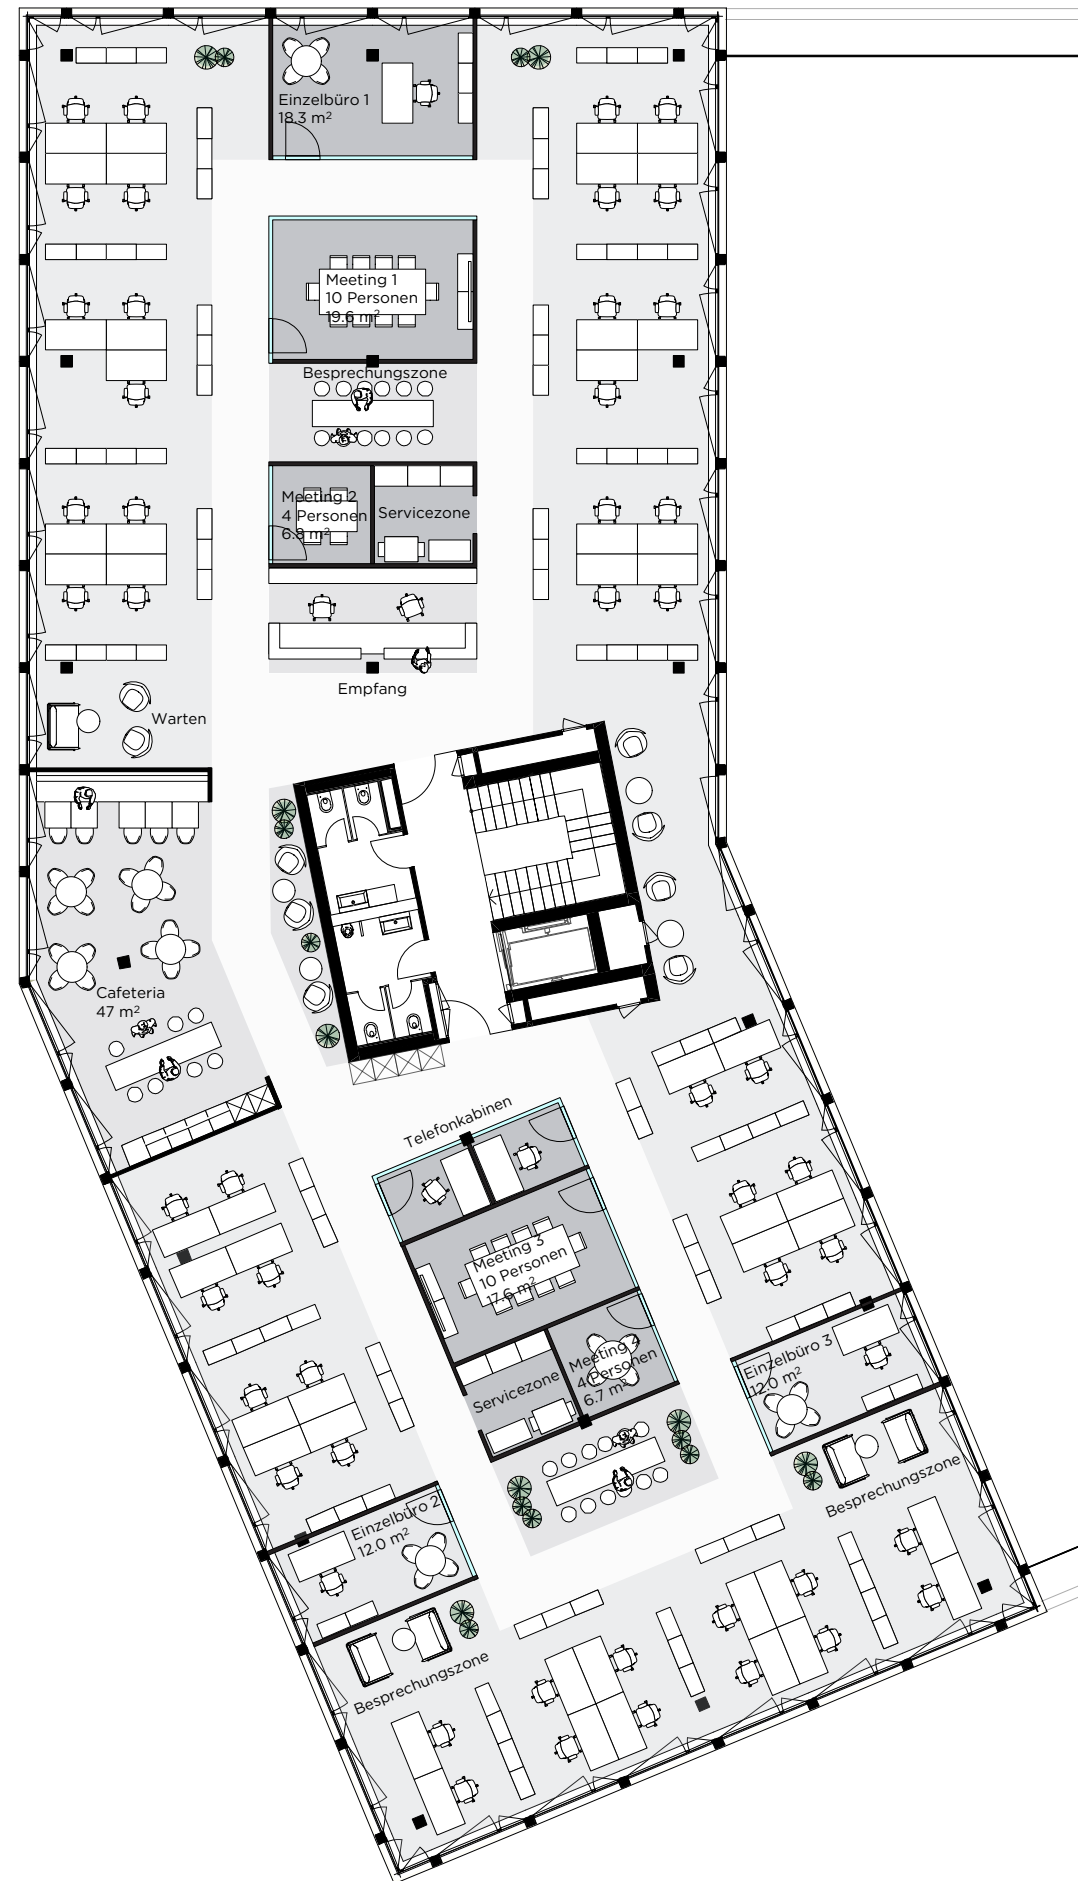 Einzelbüro 1
18.3 m²
Meeting 1
10 Personen
19.6 m²
Besprechungszone
Meeting 2
4 Personen
6.8 m²
Servicezone
Empfang
Warten
Cafeteria
47 m²
Telefonkabinen
Meeting 3
10 Personen
17.6 m²
Meeting 4
4 Personen
6.7 m²
Servicezone
Einzelbüro 3
12.0 m²
Besprechungszone
Einzelbüro 2
12.0 m²
Besprechungszone